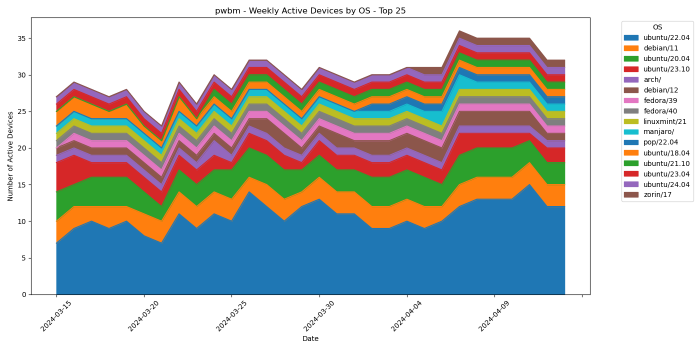 pwbm - Weekly Active Devices by OS - Top 25
Number of Active Devices
35
30
25
20
15
10
5
0
2024-03-15
2024-03-20
2024-03-25
2024-03-30
2024-04-04
2024-04-09
Date
OS
ubuntu/22.04
debian/11
ubuntu/20.04
ubuntu/23.10
arch/
debian/12
fedora/39
fedora/40
linuxmint/21
manjaro/
pop/22.04
ubuntu/18.04
ubuntu/21.10
ubuntu/23.04
ubuntu/24.04
zorin/17